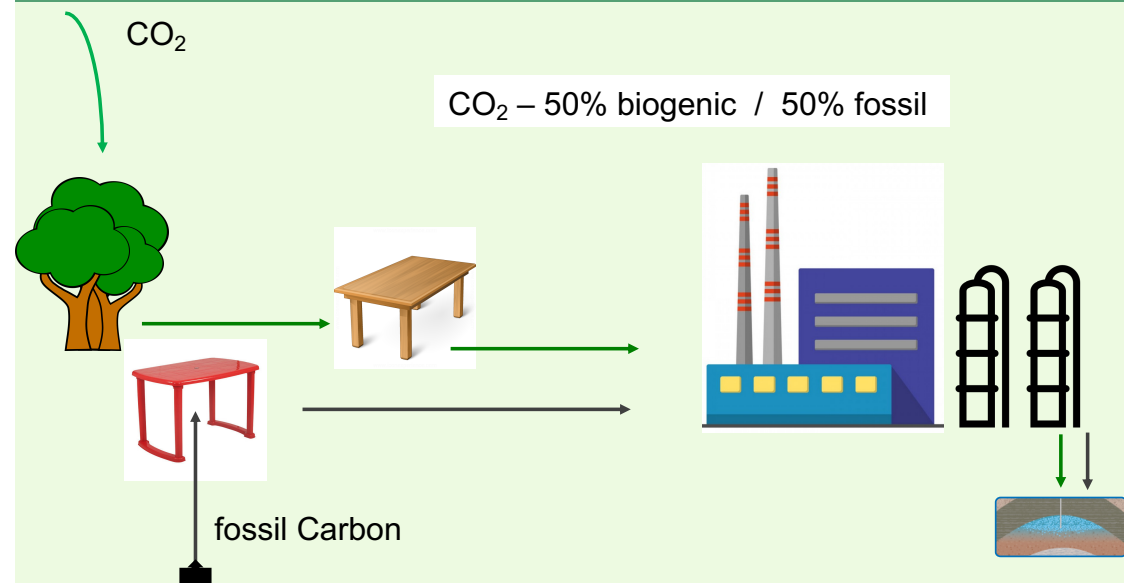 CO₂
CO₂ – 50% biogenic / 50% fossil
fossil Carbon